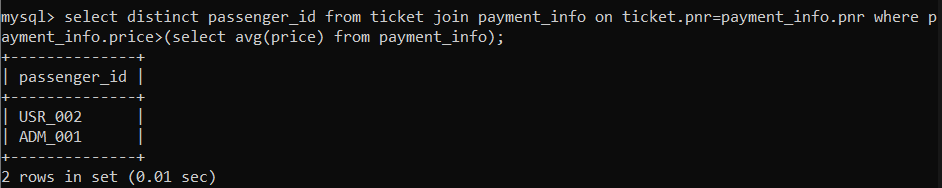 mysql> select distinct passenger_id from ticket join payment_info on ticket.pnr=payment_info.pnr where p
ayment_info.price>(select avg(price) from payment_info);
+--------------+
| passenger_id |
+--------------+
| USR_002      |
| ADM_001      |
+--------------+
2 rows in set (0.01 sec)